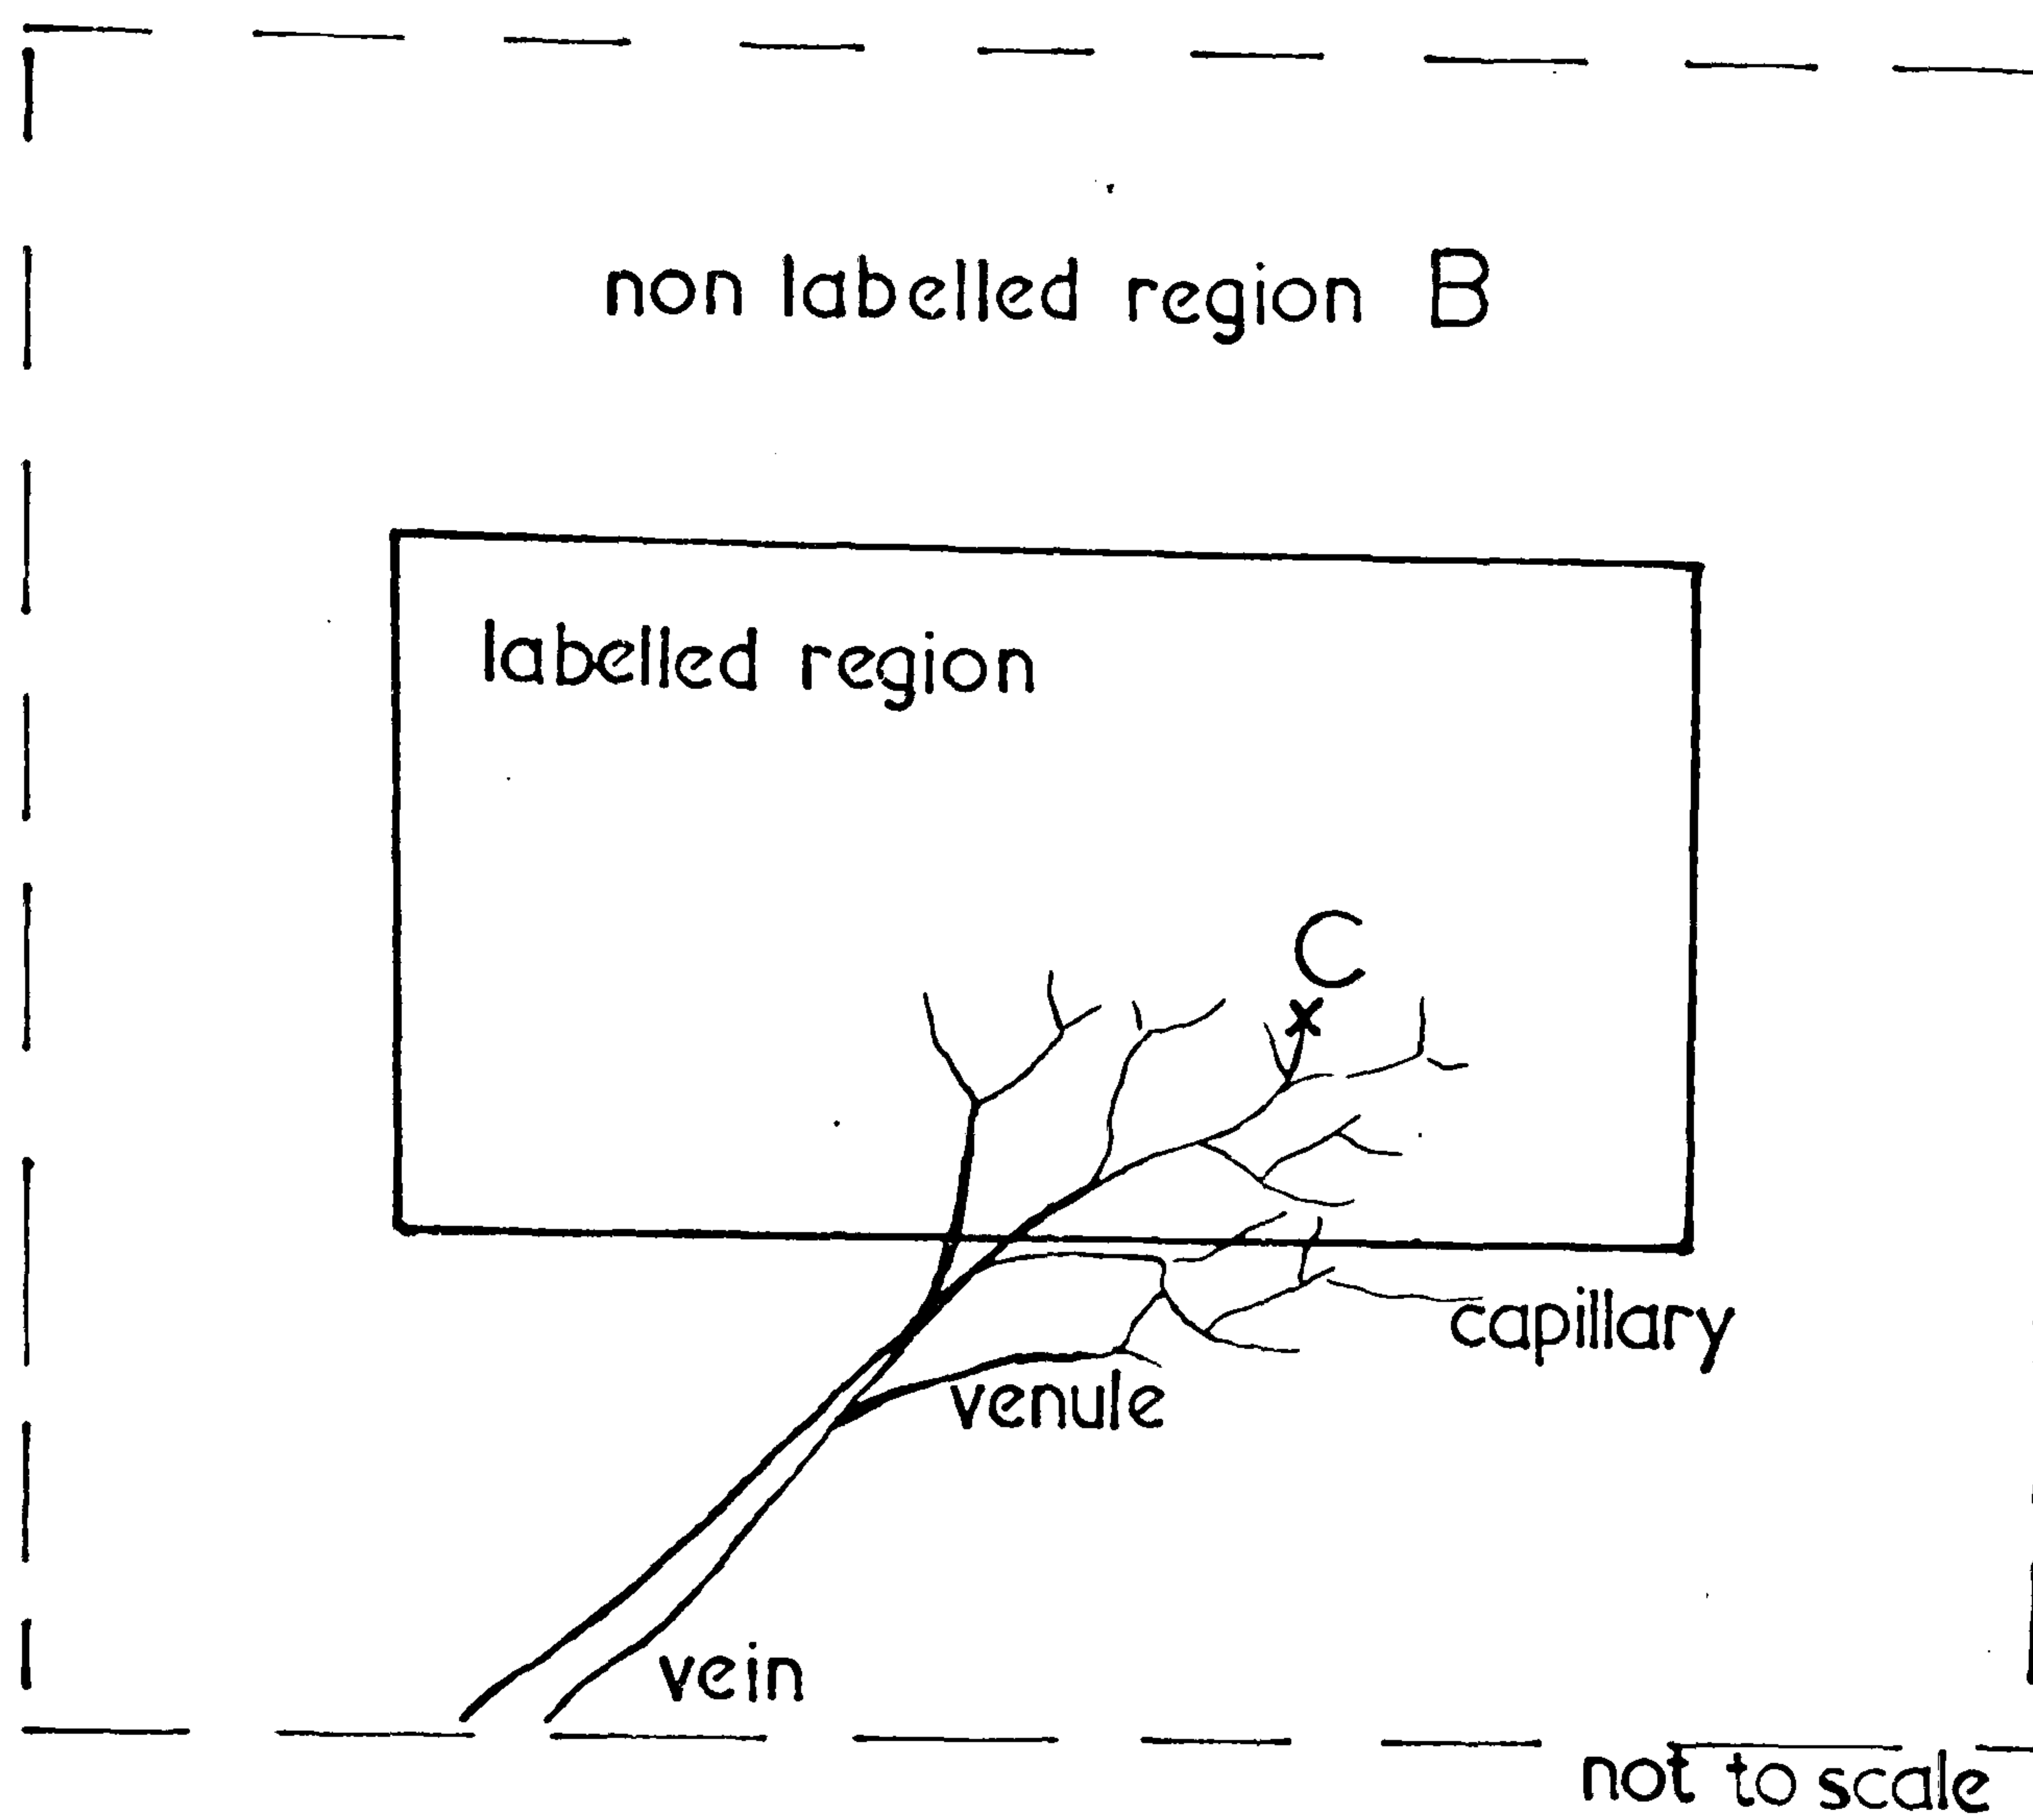 non labelled region B
labelled region
C
capillary
venule
vein
not to scale